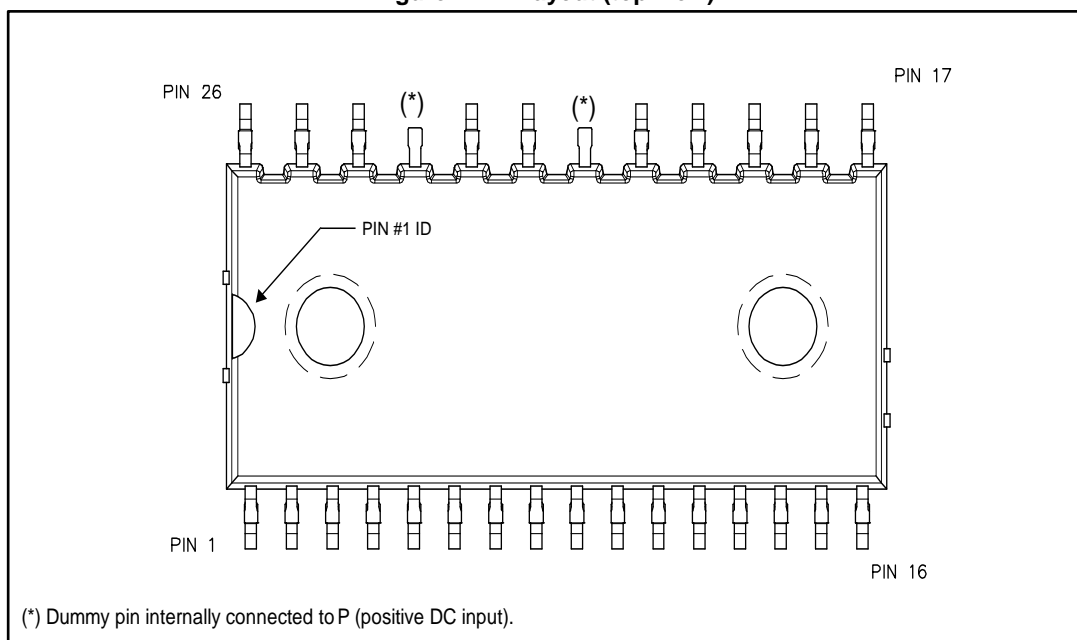 (*)
(*)
PIN 17
PIN 26
PIN #1 ID
PIN 1
PIN 16
(*) Dummy pin internally connected to P (positive DC input).